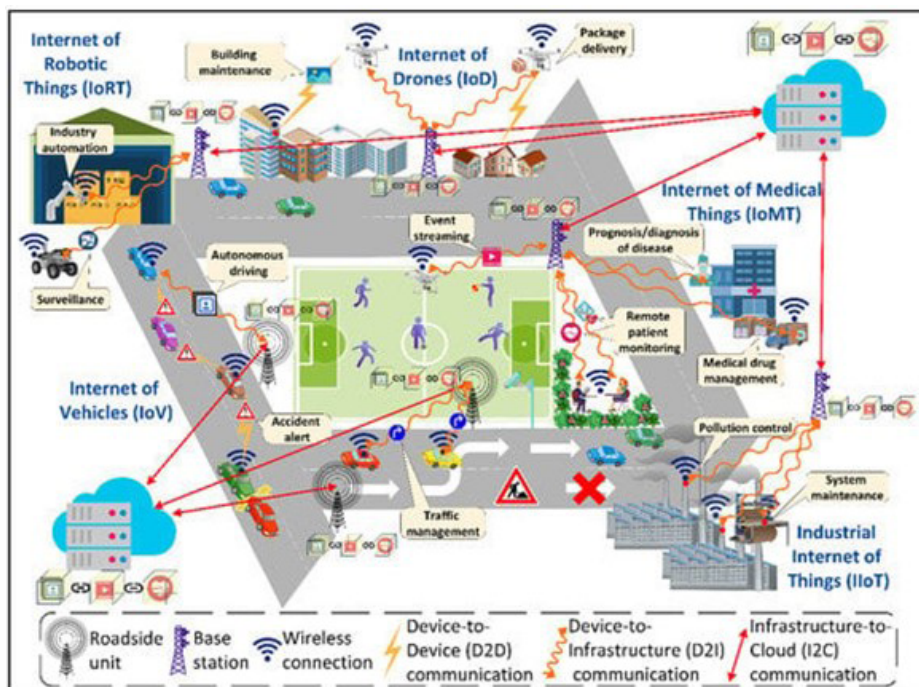 Internet of
Robotic
Things (IoRT)
Building
maintenance
Internet of
Drones (IoD)
Package
delivery
Industry
automation
Internet of Medical
Things (IoMT)
Event
streaming
Prognosis/diagnosis
of disease
Autonomous
driving
Surveillance
Remote
patient
monitoring
Medical drug
management
Internet of
Vehicles (IoV)
Accident
alert
Pollution control
System
maintenance
Traffic
management
Industrial
Internet of
Things (IIoT)
Roadside
unit
Base
station
Wireless
connection
Device-to-
Device (D2D)
communication
Device-to-
Infrastructure (D2I)
communication
Infrastructure-to-
Cloud (I2C)
communication